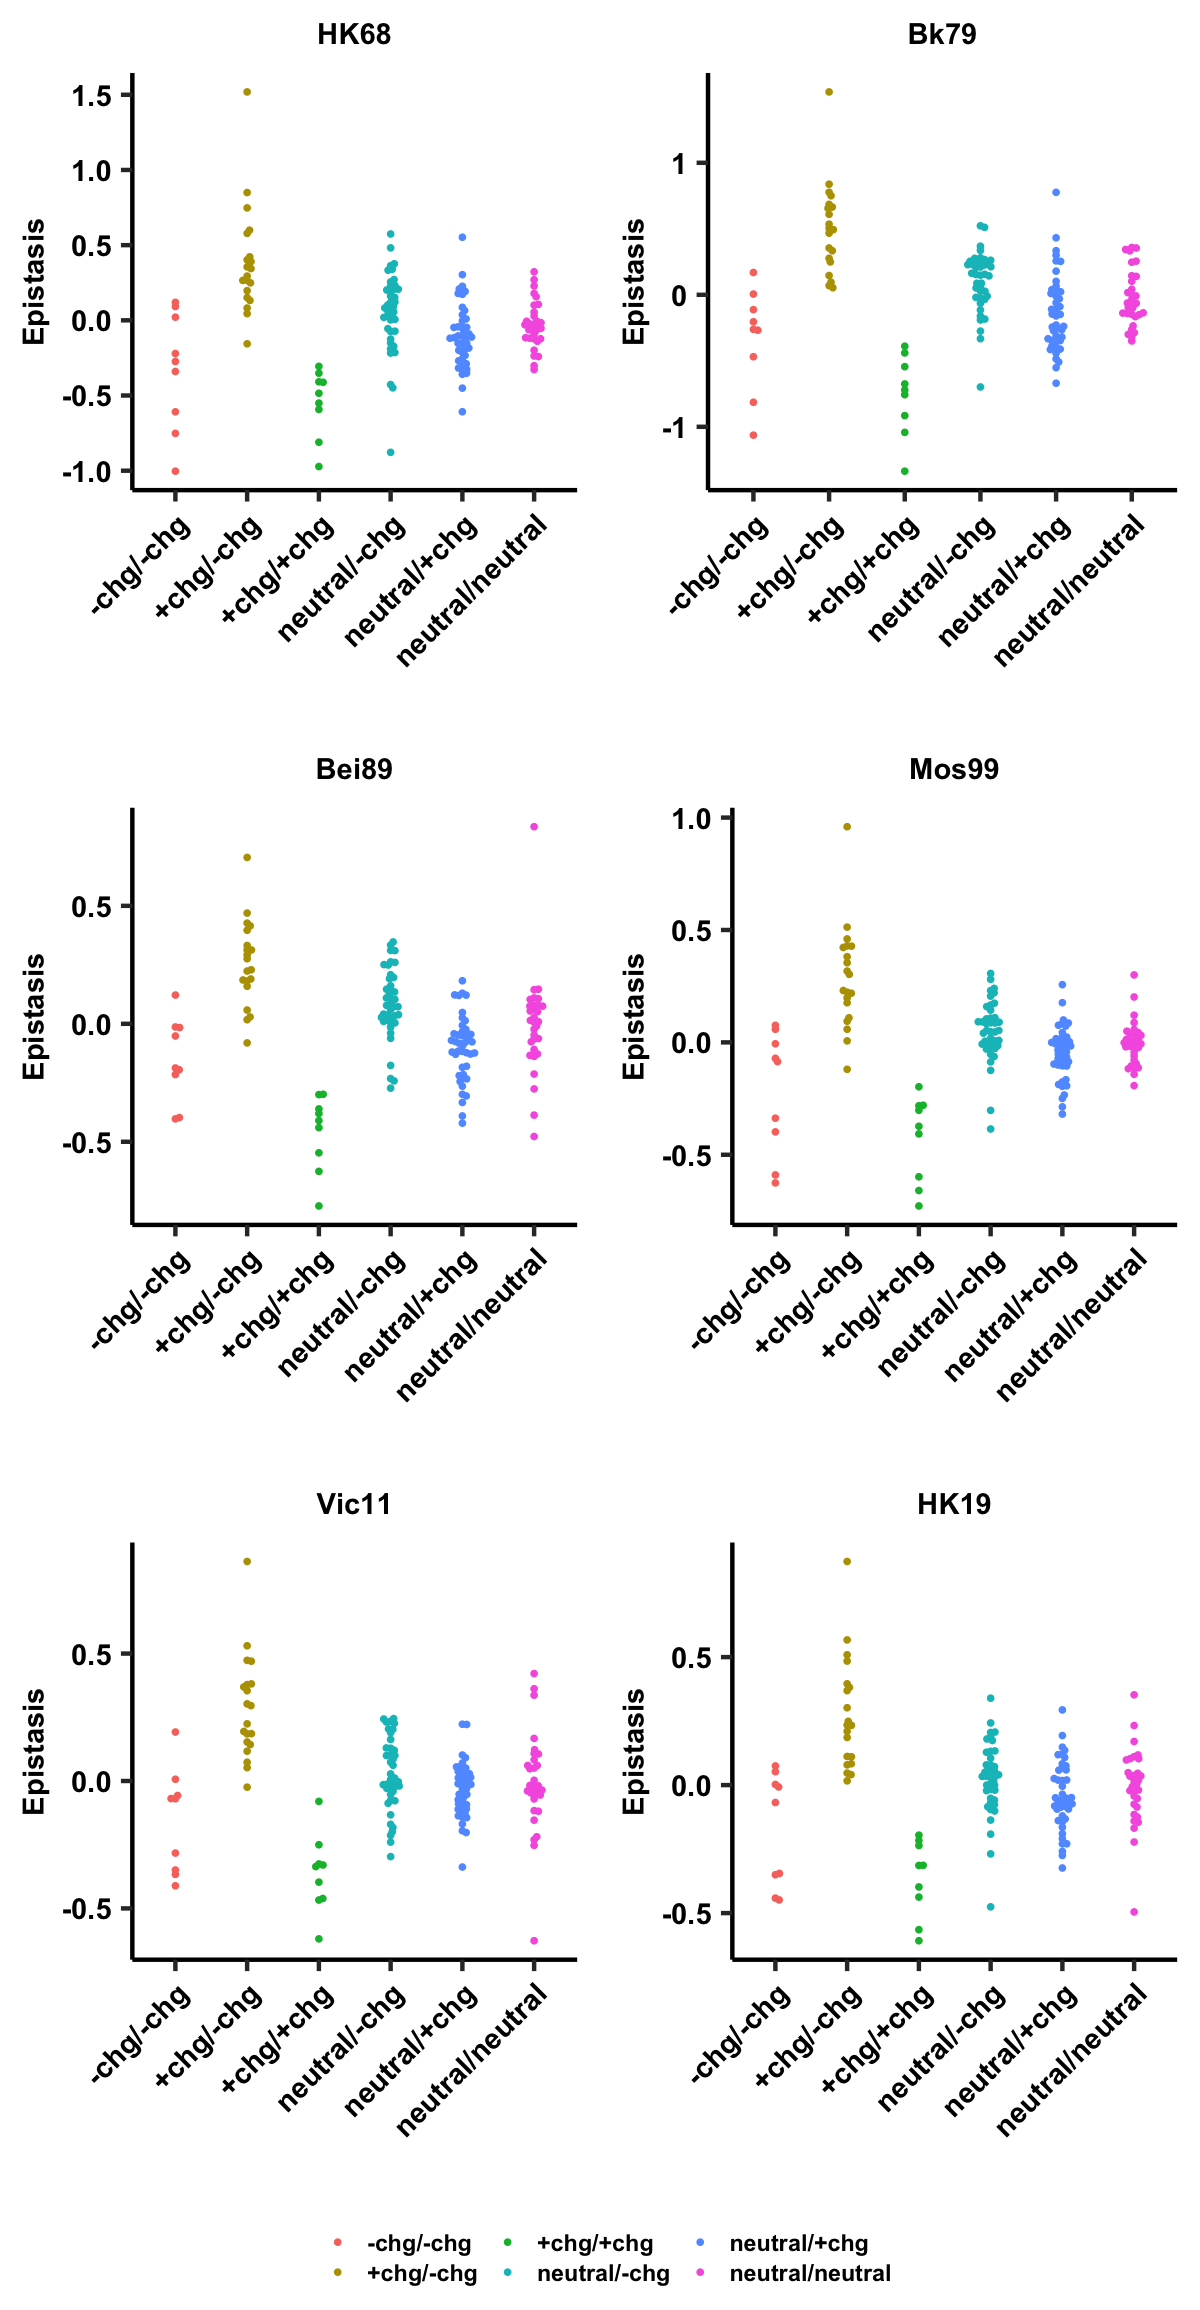 HK68
Epistasis
1.5
1.0
0.5
0.0
-0.5
-1.0
-chg/-chg
+chg/-chg
+chg/+chg
neutral/-chg
neutral/+chg
neutral/neutral
Bk79
Epistasis
1
0
-1
-chg/-chg
+chg/-chg
+chg/+chg
neutral/-chg
neutral/+chg
neutral/neutral
Bei89
Epistasis
0.5
0.0
-0.5
-chg/-chg
+chg/-chg
+chg/+chg
neutral/-chg
neutral/+chg
neutral/neutral
Mos99
Epistasis
1.0
0.5
0.0
-0.5
-chg/-chg
+chg/-chg
+chg/+chg
neutral/-chg
neutral/+chg
neutral/neutral
Vic11
Epistasis
0.5
0.0
-0.5
-chg/-chg
+chg/-chg
+chg/+chg
neutral/-chg
neutral/+chg
neutral/neutral
HK19
Epistasis
0.5
0.0
-0.5
-chg/-chg
+chg/-chg
+chg/+chg
neutral/-chg
neutral/+chg
neutral/neutral
-chg/-chg +chg/+chg neutral/+chg
+chg/-chg neutral/-chg neutral/neutral